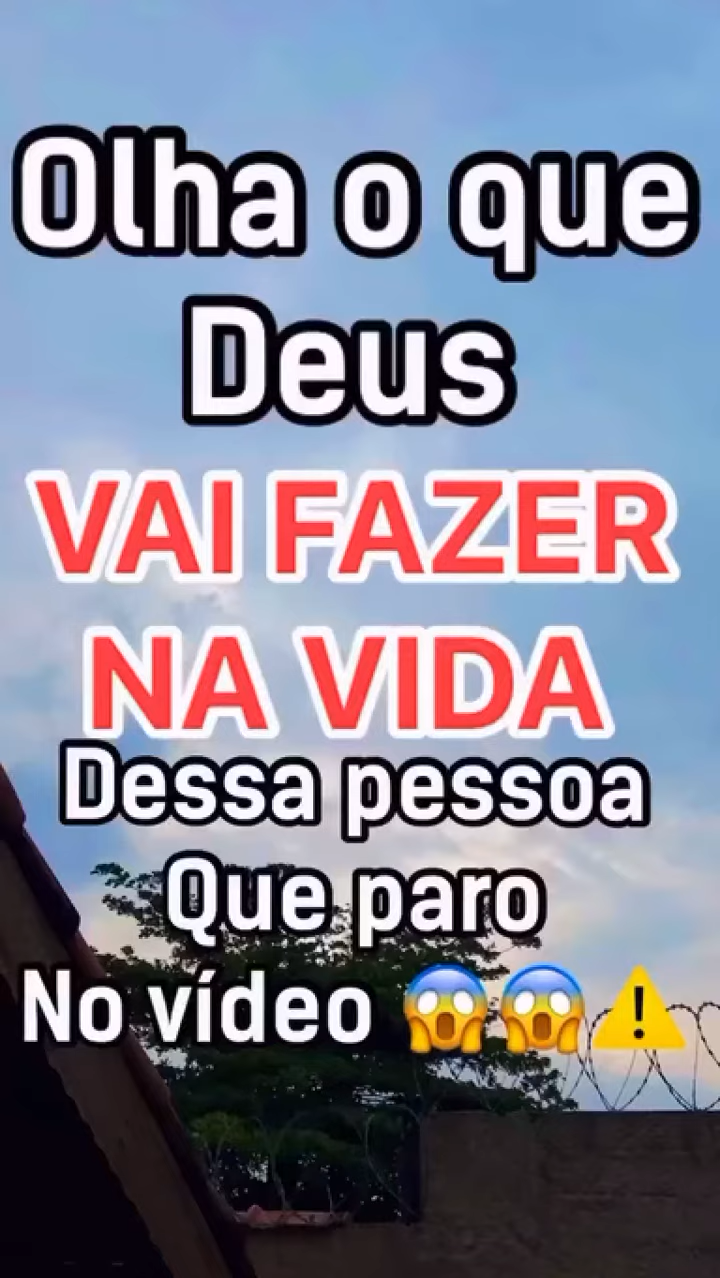 Olha o que
Deus
VAI FAZER
NA VIDA
Dessa pessoa
Que paro
No vídeo 😱😱⚠️